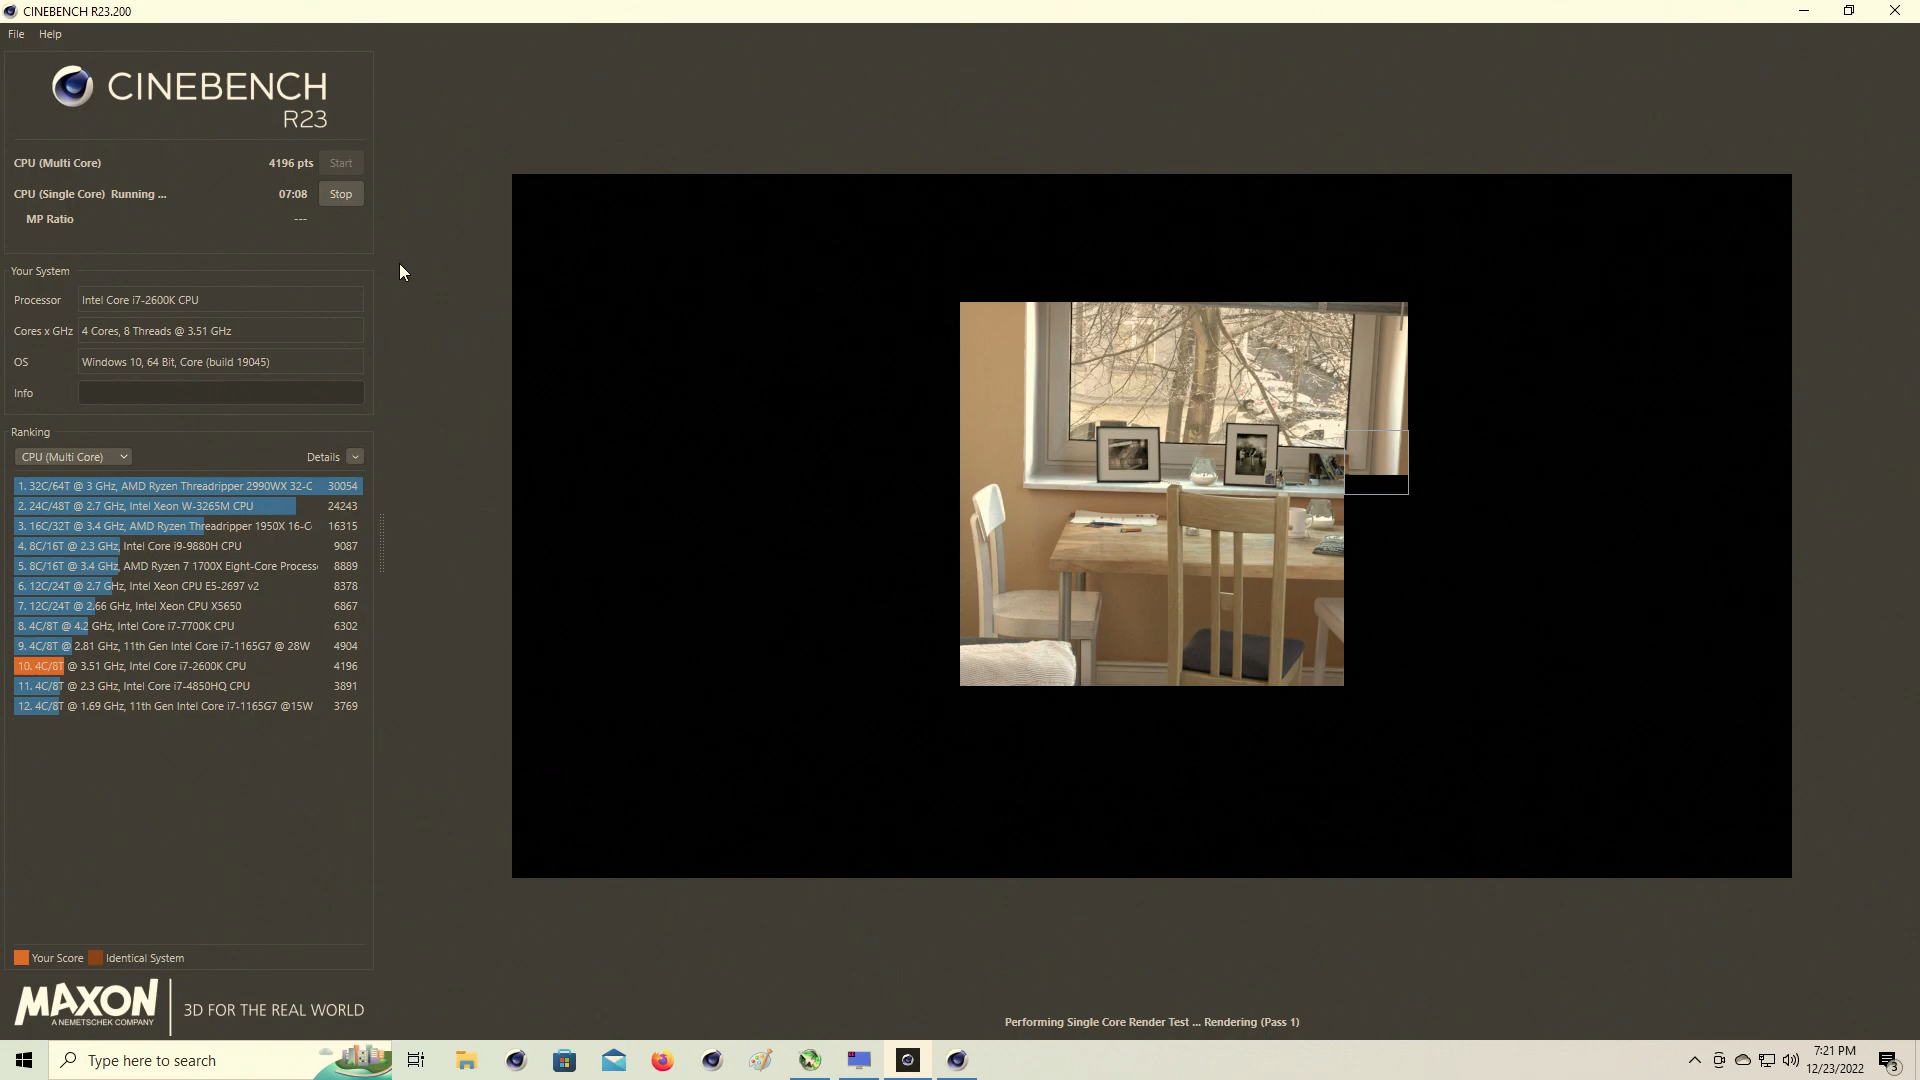 CINEBENCH R23.200
File Help
CINEBENCH
R23
CPU (Multi Core) 4196 pts Start
CPU (Single Core) Running ... 07:08 Stop
MP Ratio ---
Your System
Processor Intel Core i7-2600K CPU
Cores x GHz 4 Cores, 8 Threads @ 3.51 GHz
OS Windows 10, 64 Bit, Core (build 19045)
Info
Ranking
CPU (Multi Core) Details
1. 32C/64T @ 3 GHz, AMD Ryzen Threadripper 2990WX 32-C 30054
2. 24C/48T @ 2.7 GHz, Intel Xeon W-3265M CPU 24243
3. 16C/32T @ 3.4 GHz, AMD Ryzen Threadripper 1950X 16-C 16315
4. 8C/16T @ 2.3 GHz, Intel Core i9-9880H CPU 9087
5. 8C/16T @ 3.4 GHz, AMD Ryzen 7 1700X Eight-Core Process 8889
6. 12C/24T @ 2.7 GHz, Intel Xeon CPU E5-2697 v2 8378
7. 12C/24T @ 2.66 GHz, Intel Xeon CPU X5650 6867
8. 4C/8T @ 4.2 GHz, Intel Core i7-7700K CPU 6302
9. 4C/8T @ 2.81 GHz, 11th Gen Intel Core i7-1165G7 @ 28W 4904
10. 4C/8T @ 3.51 GHz, Intel Core i7-2600K CPU 4196
11. 4C/8T @ 2.3 GHz, Intel Core i7-4850HQ CPU 3891
12. 4C/8T @ 1.69 GHz, 11th Gen Intel Core i7-1165G7 @15W 3769
Your Score Identical System
MAXON
A NEMETSCHEK COMPANY
3D FOR THE REAL WORLD
Performing Single Core Render Test ... Rendering (Pass 1)
Type here to search
7:21 PM
12/23/2022
3